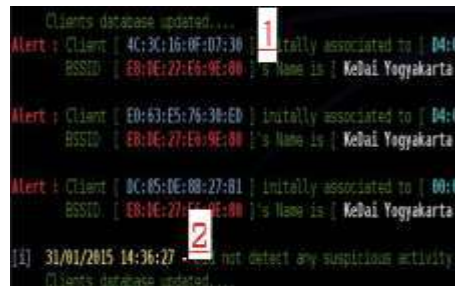 Clients database updated....
Alert : Client [ 4C:3C:16:0F:D7:30 ] initally associated to [ D4:
BSSID [ E8:DE:27:E6:9E:80 ]'s Name is [ KeDai Yogyakarta
1
Alert : Client [ E0:63:E5:76:30:ED ] initally associated to [ D4:
BSSID [ E8:DE:27:E6:9E:80 ]'s Name is [ KeDai Yogyakarta
Alert : Client [ DC:85:DE:88:27:81 ] initally associated to [ 00:
BSSID [ E8:DE:27:E6:9E:80 ]'s Name is [ KeDai Yogyakarta
2
[i] 31/01/2015 14:36:27 - not detect any suspicious activity
Clients database updated....